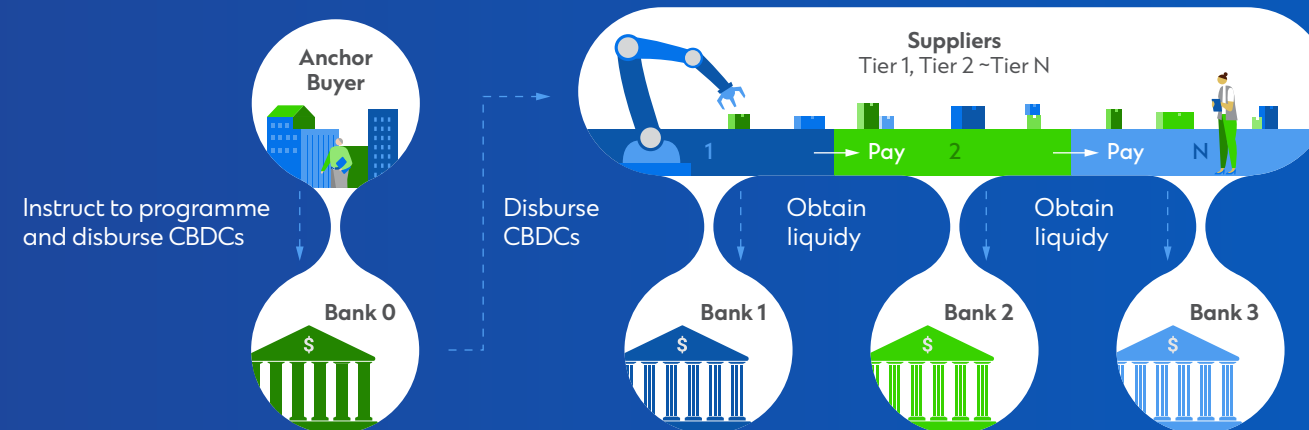 Anchor
Buyer
Suppliers
Tier 1, Tier 2 ~Tier N
1
Pay
2
Pay
N
Instruct to programme
and disburse CBDCs
Disburse
CBDCs
Obtain
liquidy
Obtain
liquidy
Bank 0
$
Bank 1
$
Bank 2
$
Bank 3
$